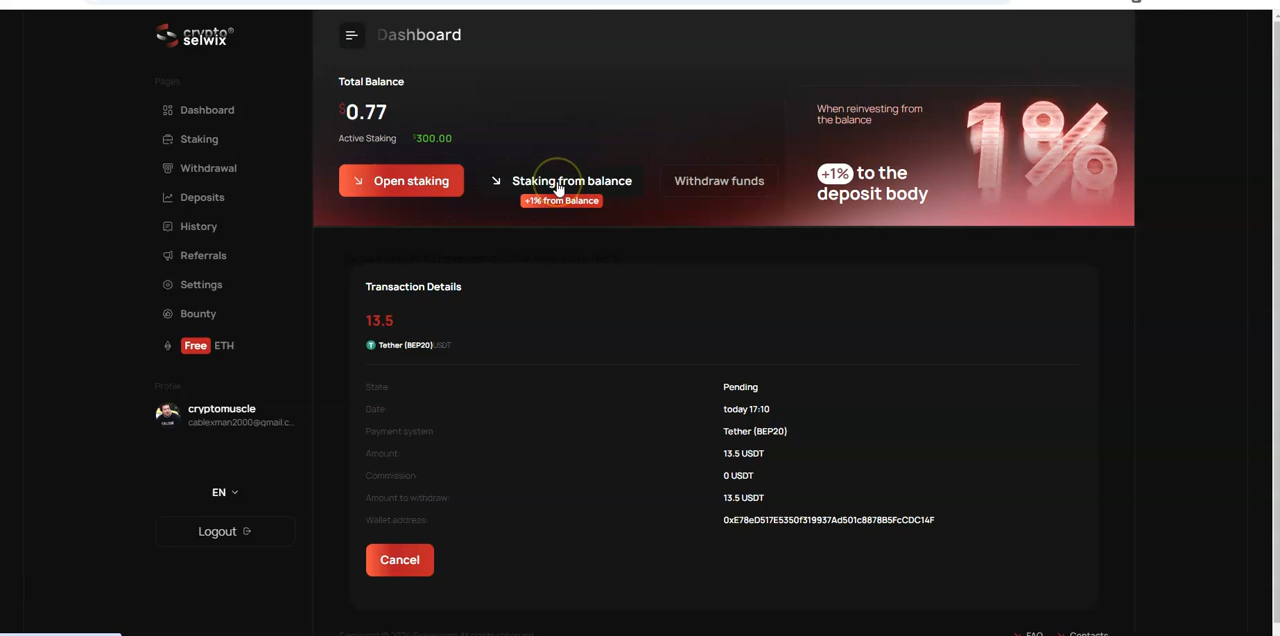 crypto®
selwix
Dashboard
Pages
Dashboard
Staking
Withdrawal
Deposits
History
Referrals
Settings
Bounty
Free ETH
Profile
cryptomuscle
cablexman2000@gmail.c...
EN
Logout
Total Balance
$0.77
Active Staking $300.00
Open staking
Staking from balance
+1% from Balance
Withdraw funds
When reinvesting from
the balance
+1% to the
deposit body
1%
Transaction Details
13.5
Tether (BEP20)USDT
State: Pending
Date: today 17:10
Payment system: Tether (BEP20)
Amount: 13.5 USDT
Commission: 0 USDT
Amount to withdraw: 13.5 USDT
Wallet address: 0xE78eD517E5350f319937Ad501c8878B5FcCDC14F
Cancel
FAQ
Contacts